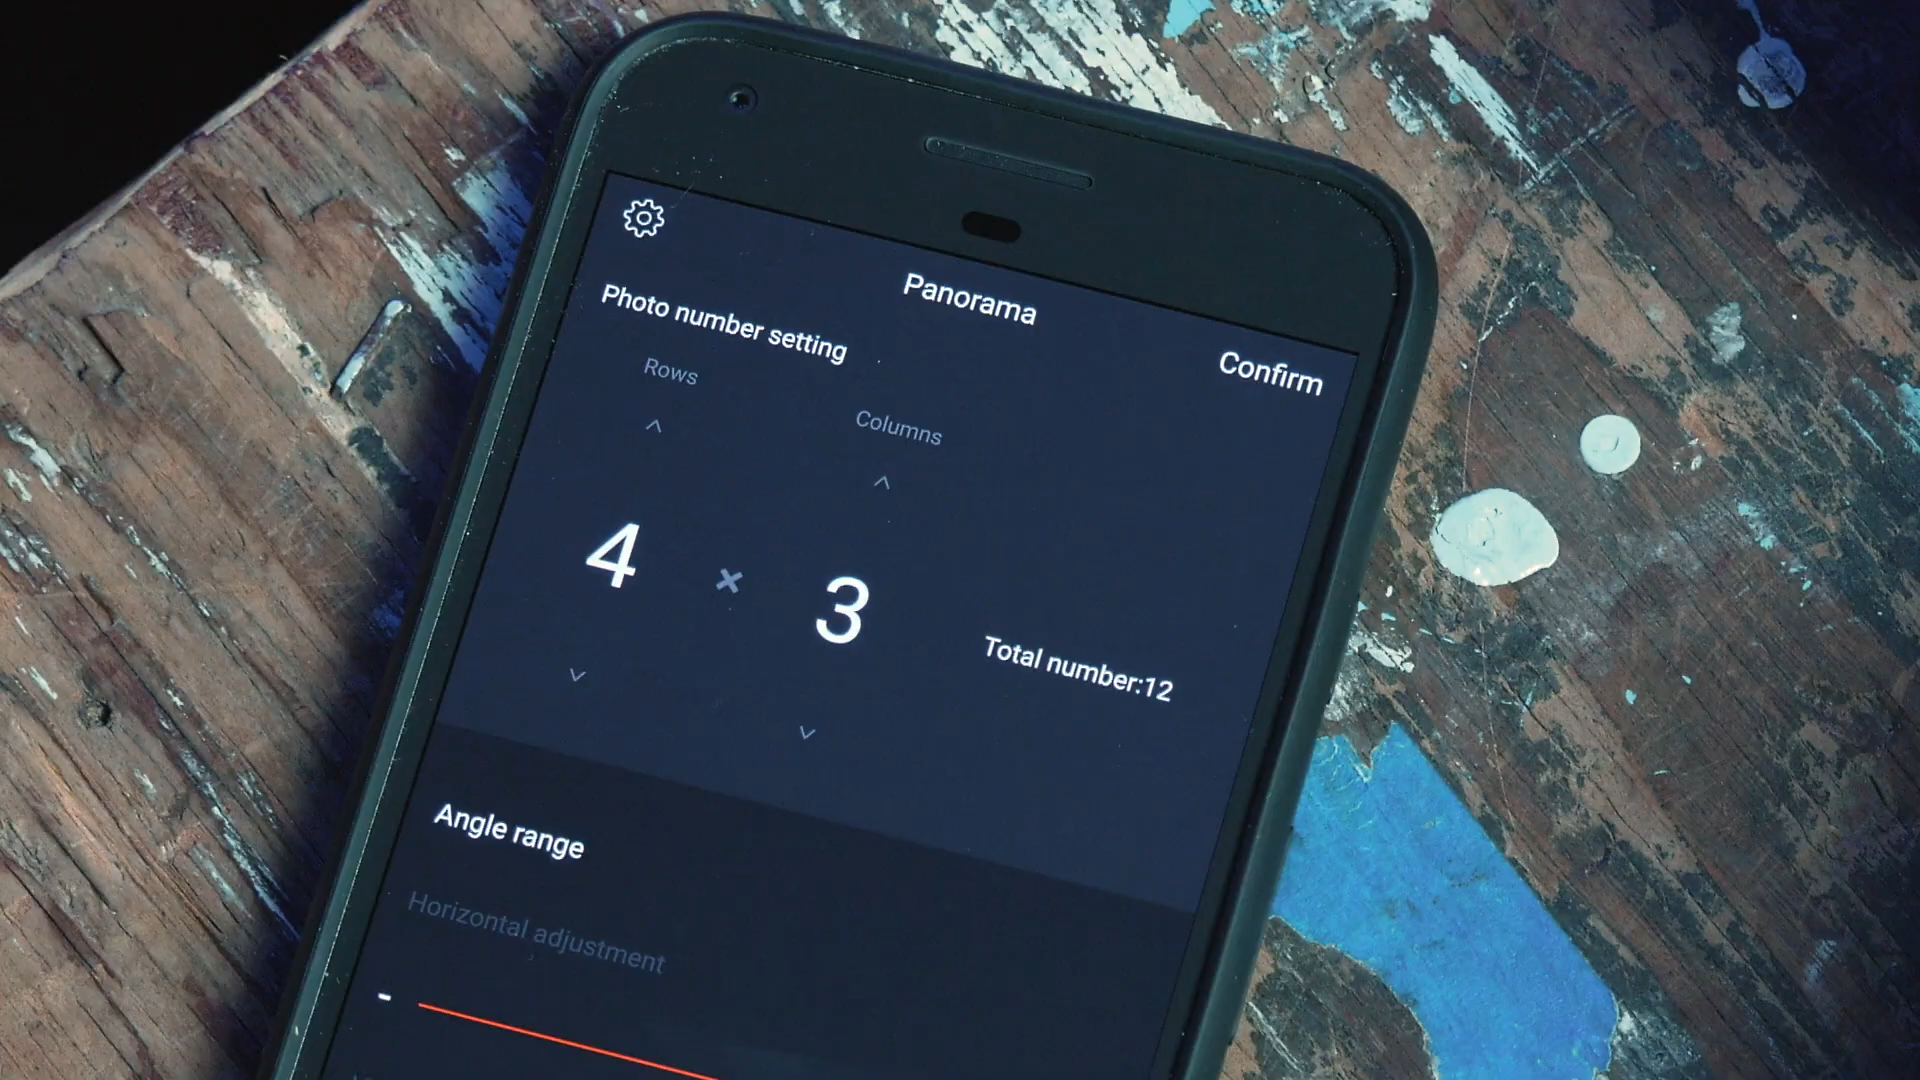 Panorama
Photo number setting
Confirm
Rows
Columns
4 × 3
Total number:12
Angle range
Horizontal adjustment
-